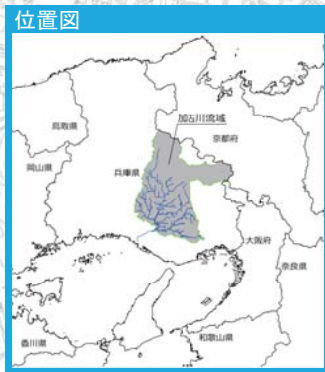 位置図
加古川流域
鳥取県
京都府
岡山県
兵庫県
大阪府
奈良県
香川県
和歌山県